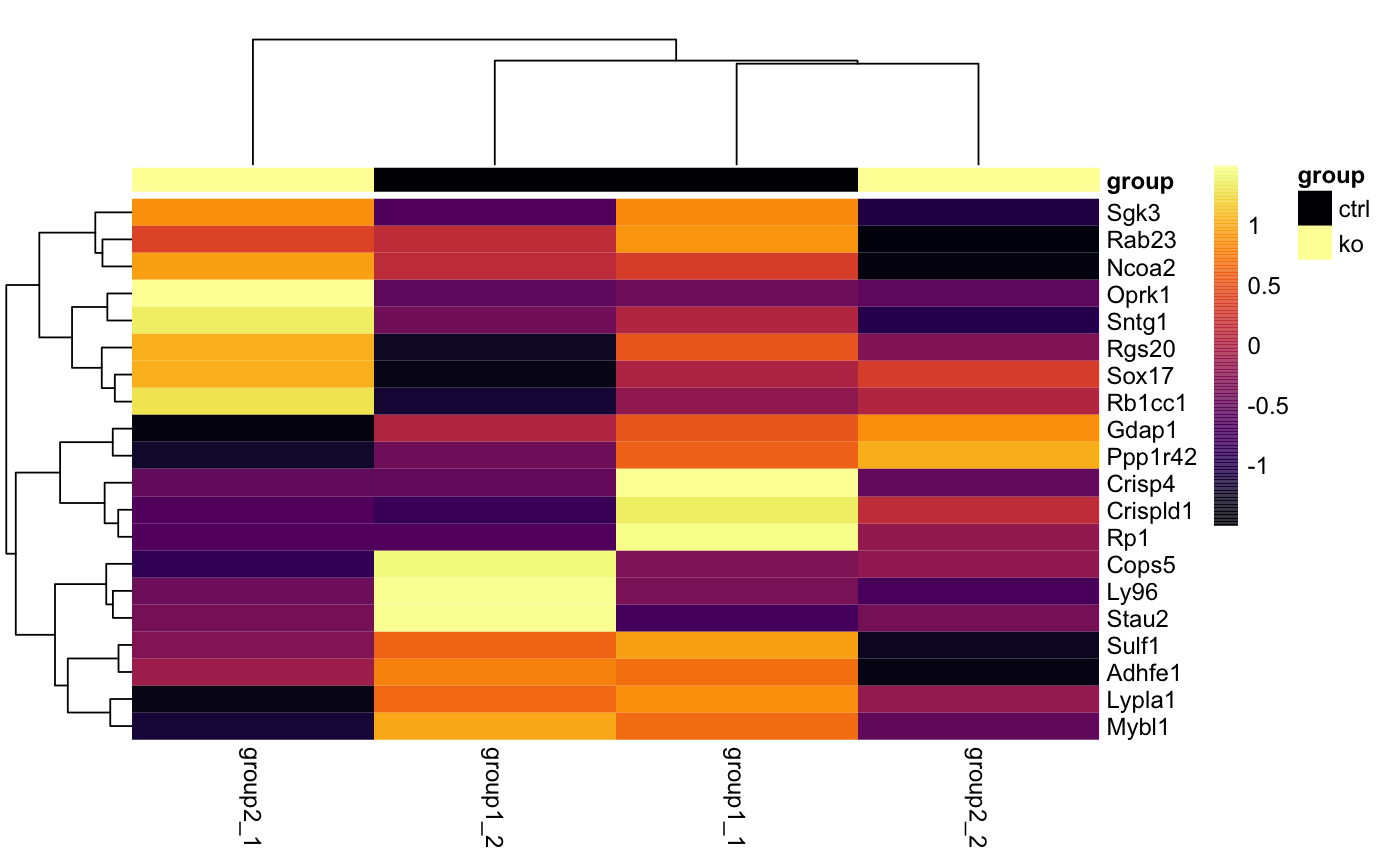 group
Sgk3
Rab23
Ncoa2
Oprk1
Sntg1
Rgs20
Sox17
Rb1cc1
Gdap1
Ppp1r42
Crisp4
Crispld1
Rp1
Cops5
Ly96
Stau2
Sulf1
Adhfe1
Lypla1
Mybl1
1
0.5
0
-0.5
-1
group
ctrl
ko
group2_1
group1_2
group1_1
group2_2